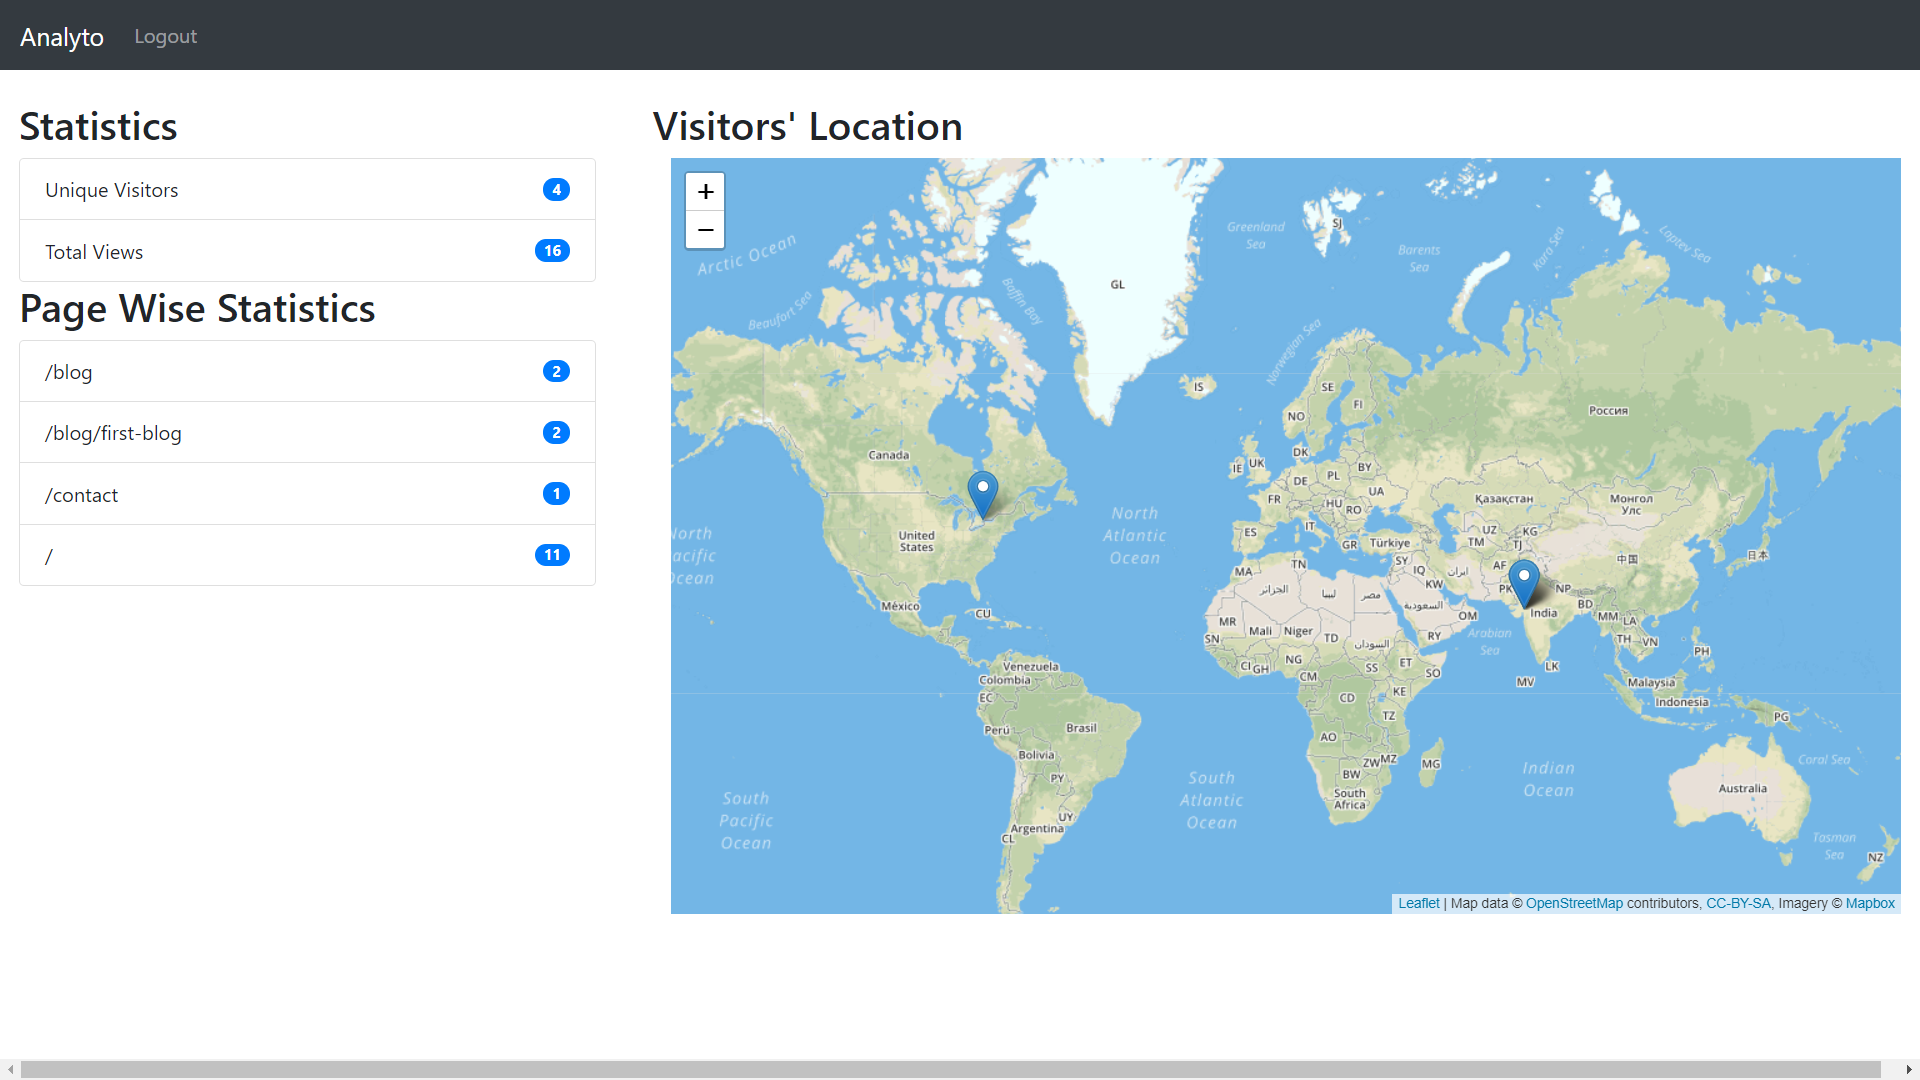 Analyto Logout
Statistics
Unique Visitors 4
Total Views 16
Page Wise Statistics
/blog 2
/blog/first-blog 2
/contact 1
/ 11
Visitors' Location
+
−
Arctic Ocean
Beaufort Sea
Baffin Bay
GL
Greenland
Sea
SJ
Barents
Sea
Kara Sea
Laptev Sea
Norwegian Sea
IS
SE
NO
FI
Россия
Canada
DK
IE
UK
BY
DE
PL
UA
FR
HU
RO
Қазақстан
Монгол
Улс
North
Atlantic
Ocean
United
States
ES
IT
GR
Türkiye
UZ
KG
TM
TJ
中国
日本
MA
TN
SY
IQ
ایران
AF
KW
PK
NP
الجزائر
ليبيا
مصر
السعودية
OM
India
BD
México
CU
MR
Mali
Niger
TD
السودان
RY
Arabian
Sea
MM
LA
TH
VN
PH
SN
CI
GH
NG
SS
ET
SO
LK
MV
Venezuela
Colombia
EC
CM
CD
KE
TZ
Malaysia
Indonesia
PG
Perú
Brasil
Bolivia
PY
AO
ZW
MZ
MG
BW
South
Africa
Indian
Ocean
Coral Sea
Australia
South
Pacific
Ocean
South
Atlantic
Ocean
UY
Argentina
CL
Tasman
Sea
NZ
Leaflet | Map data © OpenStreetMap contributors, CC-BY-SA, Imagery © Mapbox